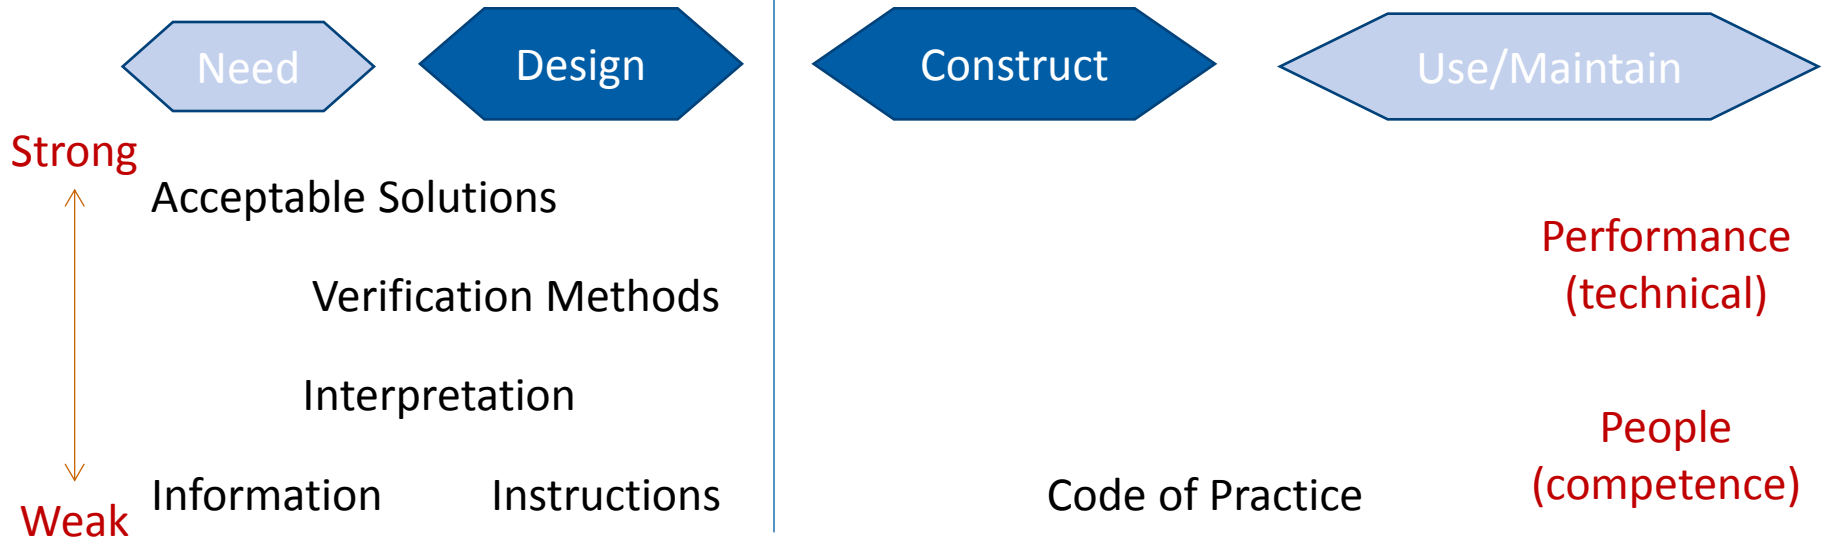 Need
Design
Construct
Use/Maintain
Strong
Acceptable Solutions
Performance
(technical)
Verification Methods
Interpretation
People
(competence)
Information
Instructions
Code of Practice
Weak